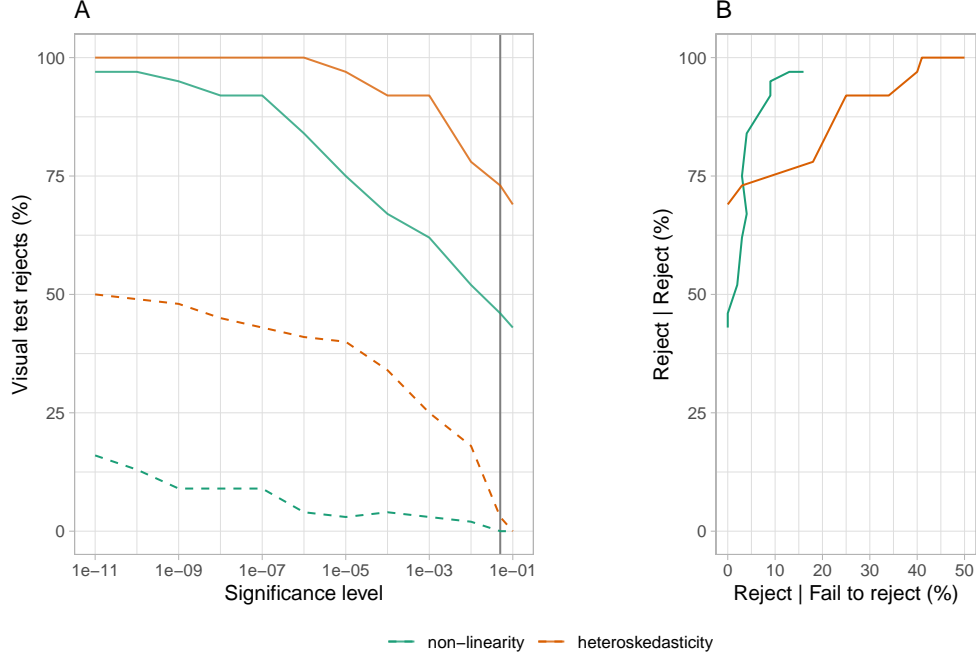 A
B
Visual test rejects (%)
100
75
50
25
0
1e−11
1e−09
1e−07
1e−05
1e−03
1e−01
Significance level
Reject | Reject (%)
100
75
50
25
0
0
10
20
30
40
50
Reject | Fail to reject (%)
non−linearity
heteroskedasticity